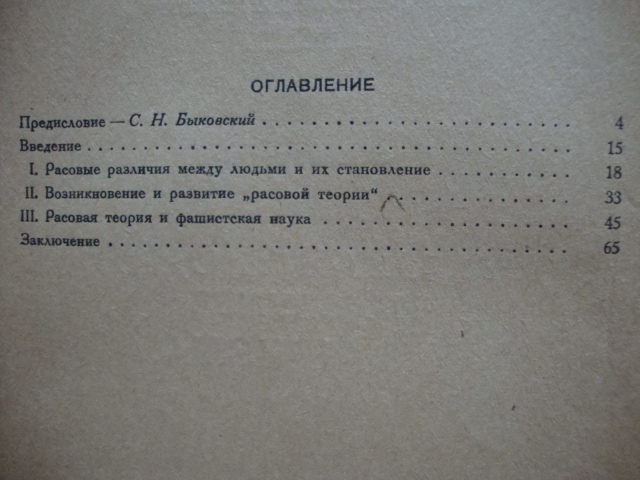 ОГЛАВЛЕНИЕ
Предисловие — С. Н. Быковский . . . . . . . . . . . . . . . . . . . . 4
Введение . . . . . . . . . . . . . . . . . . . . . . . . . . . . . . 15
I. Расовые различия между людьми и их становление . . . . . . . . . 18
II. Возникновение и развитие „расовой теории“ . . . . . . . . . . . . 33
III. Расовая теория и фашистская наука . . . . . . . . . . . . . . . . 45
Заключение . . . . . . . . . . . . . . . . . . . . . . . . . . . . . 65